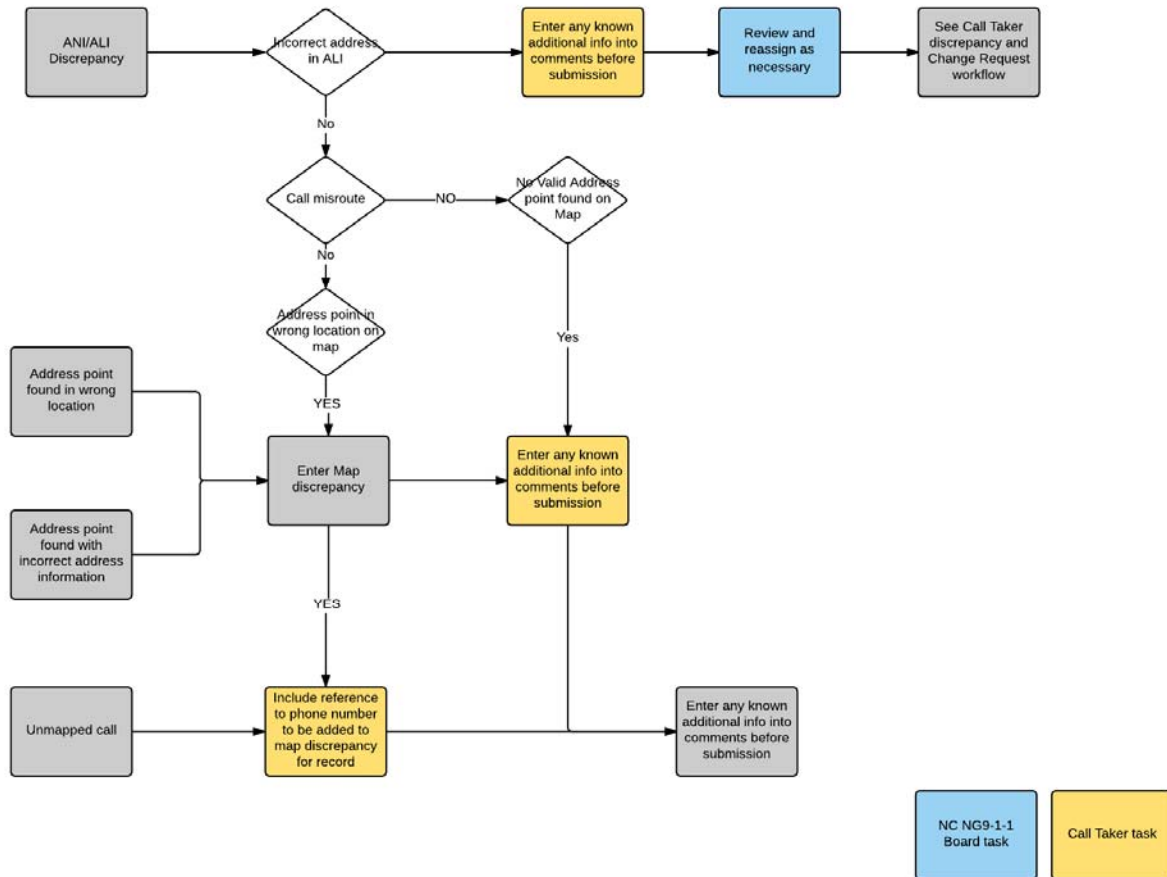 ANI/ALI
Discrepancy
Incorrect address
in ALI
Enter any known
additional info into
comments before
submission
Review and
reassign as
necessary
See Call Taker
discrepancy and
Change Request
workflow
No
Call misroute
NO
No Valid Address
point found on
Map
No
Address point in
wrong location on
map
Yes
Address point
found in wrong
location
YES
Enter Map
discrepancy
Enter any known
additional info into
comments before
submission
Address point
found with
incorrect address
information
YES
Unmapped call
Include reference
to phone number
to be added to
map discrepancy
for record
Enter any known
additional info into
comments before
submission
NC NG9-1-1
Board task
Call Taker task